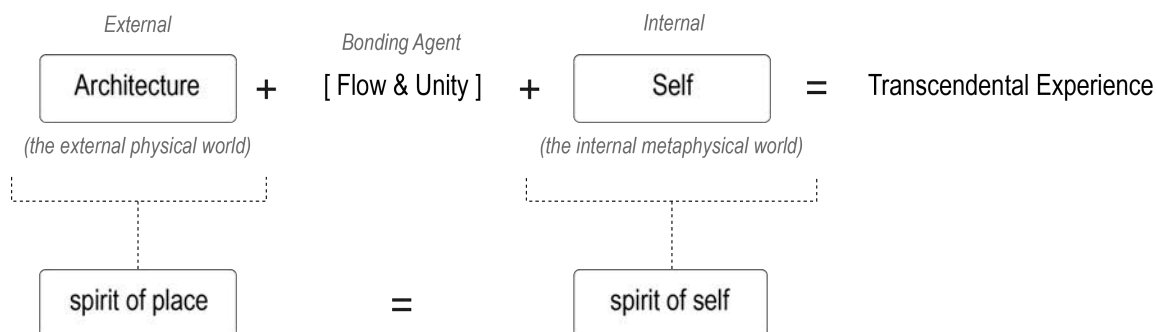 External
Bonding Agent
Internal
Architecture + [ Flow & Unity ] + Self = Transcendental Experience
(the external physical world)
(the internal metaphysical world)
spirit of place = spirit of self